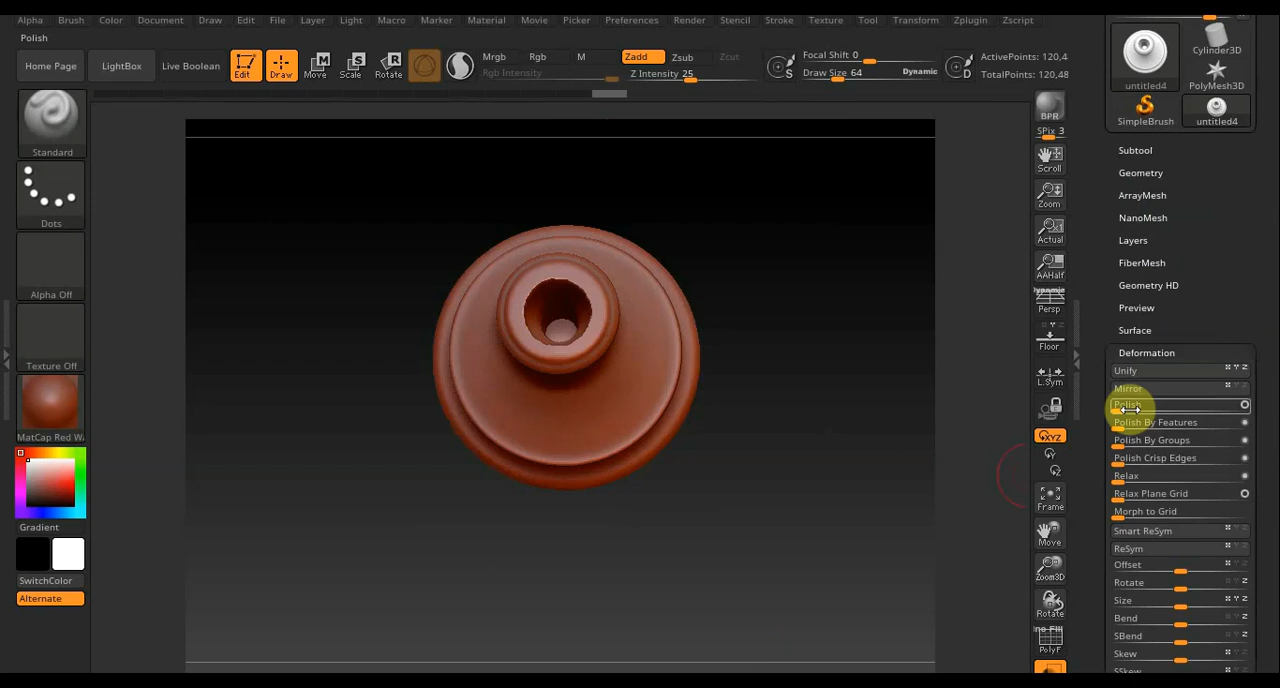 Alpha Brush Color Document Draw Edit File Layer Light Macro Marker Material Movie Picker Preferences Render Stencil Stroke Texture Tool Transform Zplugin Zscript
Polish
Home Page
LightBox
Live Boolean
Edit
Draw
Move
Scale
Rotate
Mrgb Rgb M
Rgb Intensity
Zadd Zsub Zcut
Z Intensity 25
S
Focal Shift 0
Draw Size 64 Dynamic
D
ActivePoints: 120,4
TotalPoints: 120,48
Standard
Dots
Alpha Off
Texture Off
MatCap Red W
Gradient
SwitchColor
Alternate
BPR
SPix 3
Scroll
Zoom
Actual
AAHalf
Dynamic
Persp
Floor
L.Sym
XYZ
Y
Z
Frame
Move
Zoom3D
Rotate
PolyF
untitled4
Cylinder3D
PolyMesh3D
SimpleBrush
untitled4
Subtool
Geometry
ArrayMesh
NanoMesh
Layers
FiberMesh
Geometry HD
Preview
Surface
Deformation
Unify
Mirror
Polish
Polish By Features
Polish By Groups
Polish Crisp Edges
Relax
Relax Plane Grid
Morph to Grid
Smart ReSym
ReSym
Offset
Rotate
Size
Bend
SBend
Skew